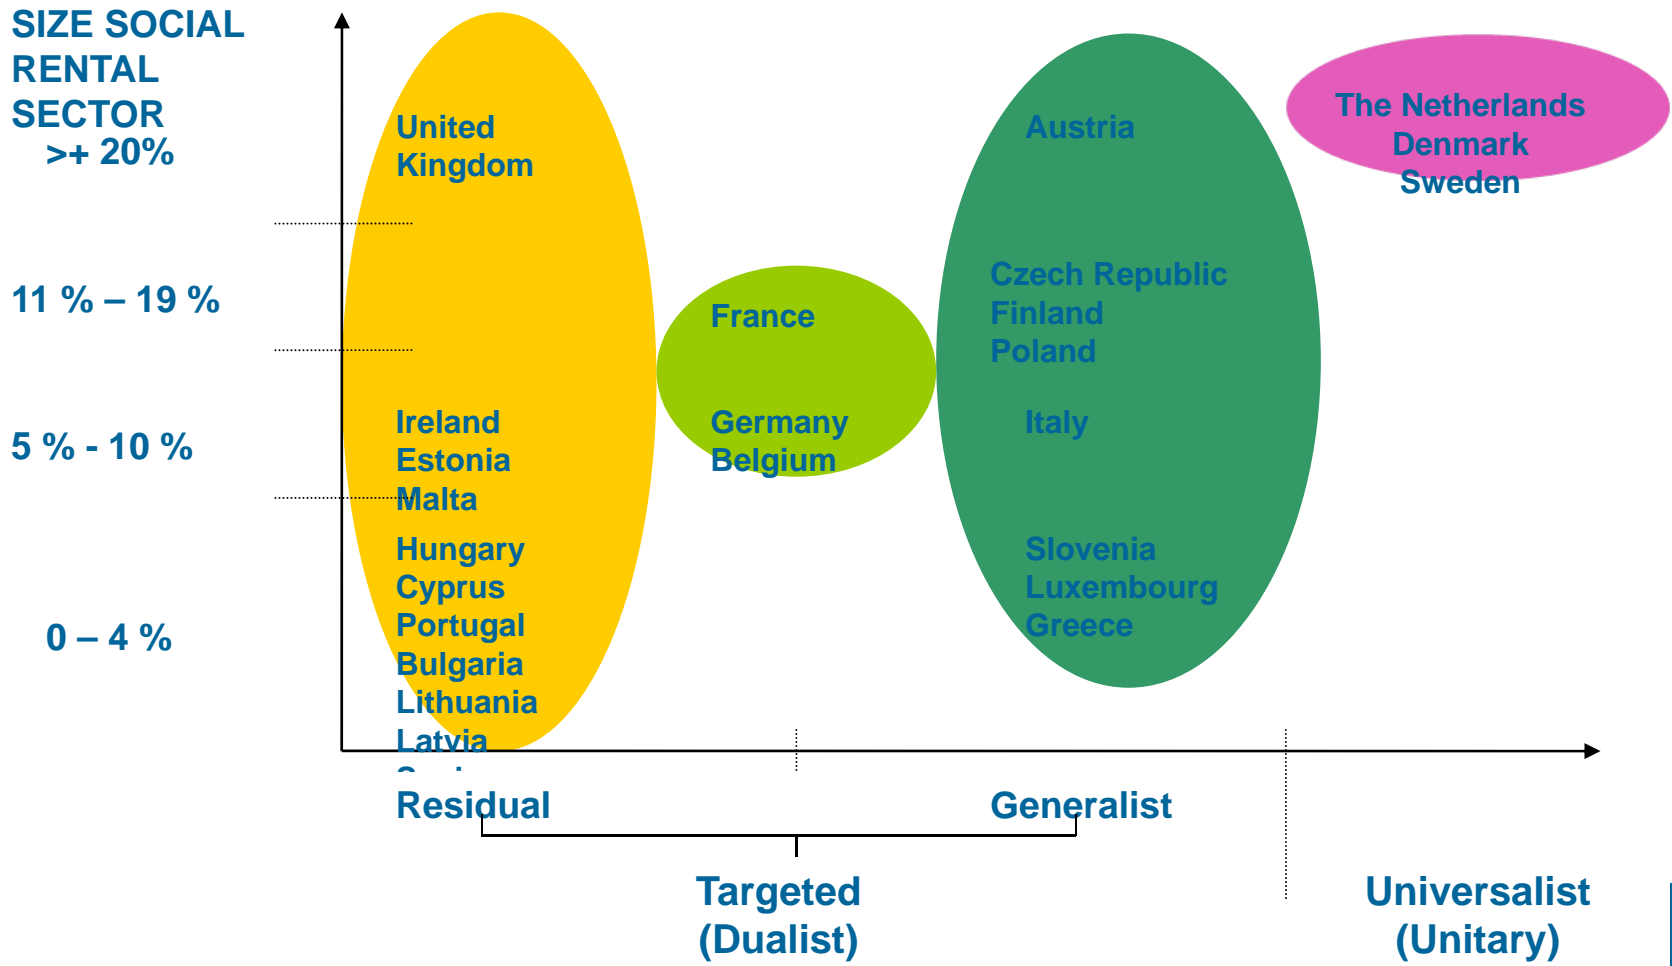 SIZE SOCIAL
RENTAL
SECTOR
>+ 20%
11 % – 19 %
5 % - 10 %
0 – 4 %
United
Kingdom
Ireland
Estonia
Malta
Hungary
Cyprus
Portugal
Bulgaria
Lithuania
Latvia
France
Germany
Belgium
Austria
Czech Republic
Finland
Poland
Italy
Slovenia
Luxembourg
Greece
The Netherlands
Denmark
Sweden
Residual
Generalist
Targeted
(Dualist)
Universalist
(Unitary)